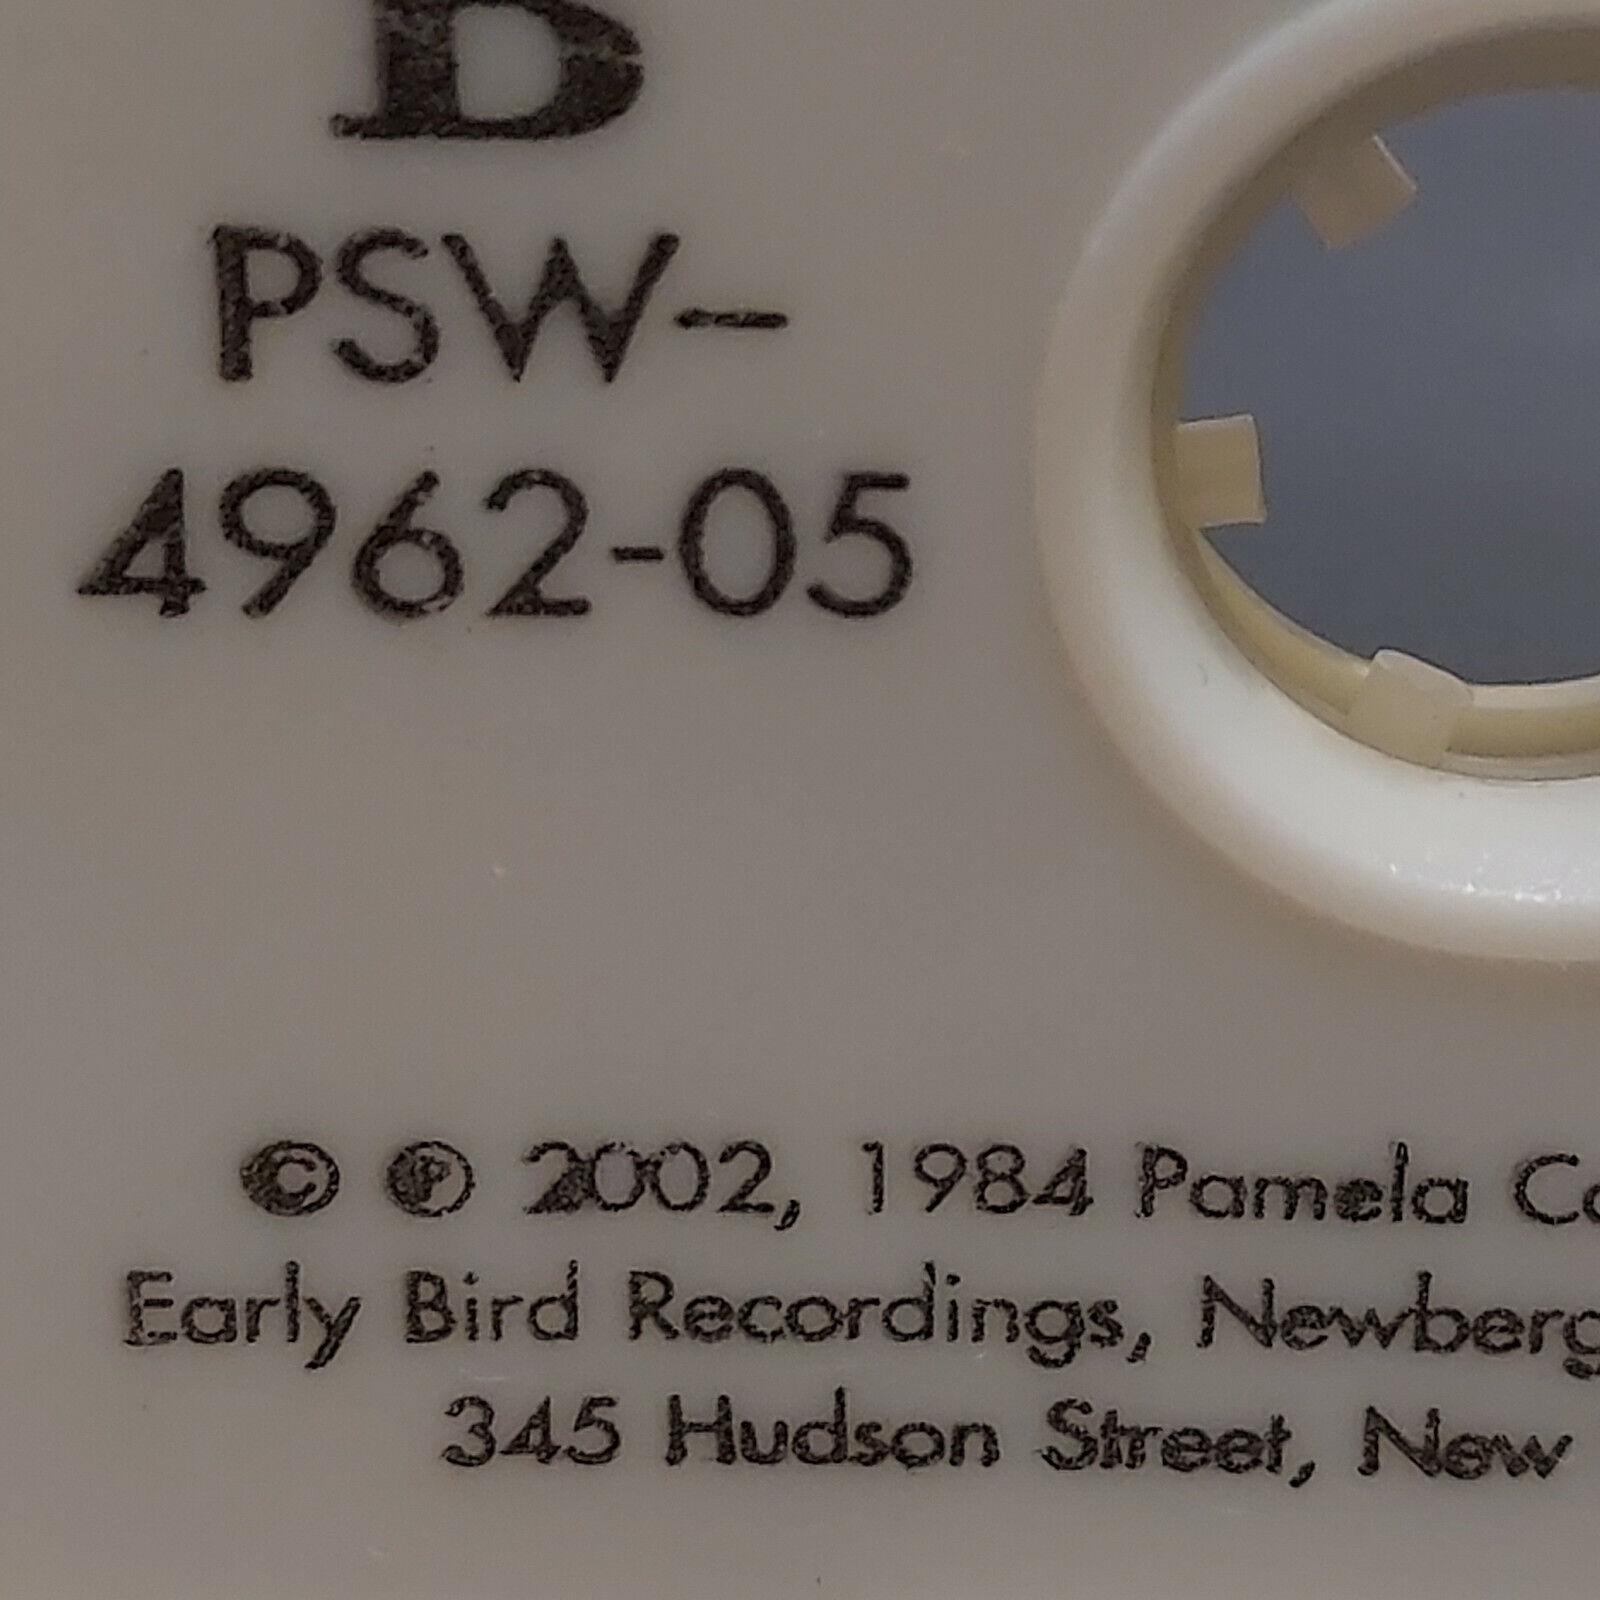 B
PSW-
4962-05
© ℗ 2002, 1984 Pamela
Early Bird Recordings,
345 Hudson Street, New